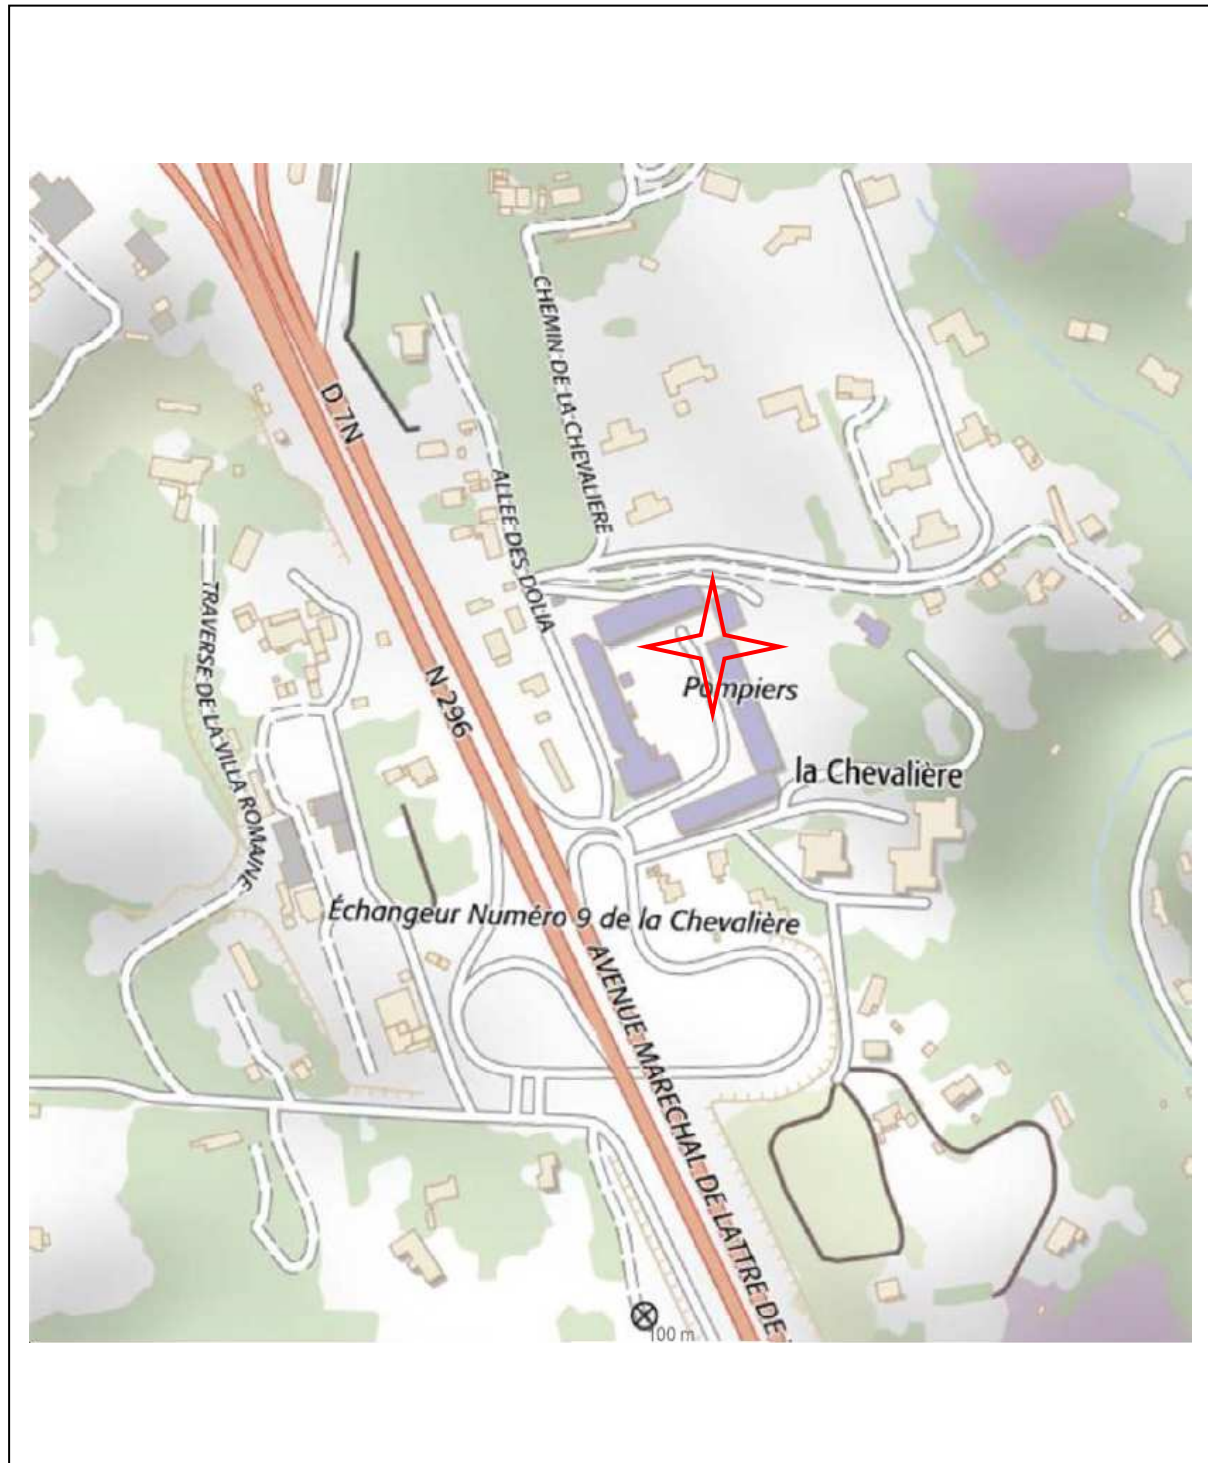 CHEMIN DE LA CHEVALIERE
D 7N
ALLEE DES DOLIA
TRAVERSE DE LA VILLA ROMAINE
N 296
Pompiers
la Chevalière
Échangeur Numéro 9 de la Chevalière
AVENUE MARECHAL DE LATTRE DE
100 m